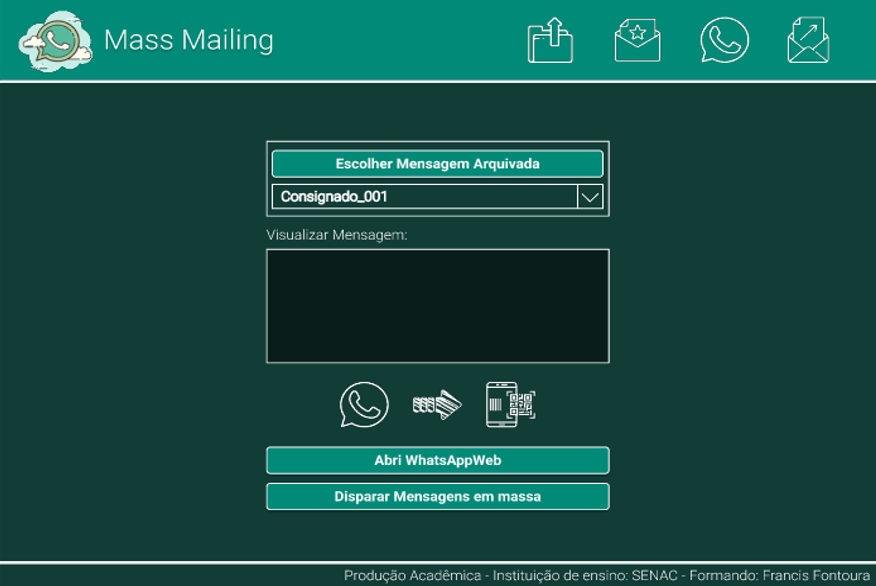 Mass Mailing
Escolher Mensagem Arquivada
Consignado_001
Visualizar Mensagem:
Abri WhatsAppWeb
Disparar Mensagens em massa
Produção Acadêmica - Instituição de ensino: SENAC - Formando: Francis Fontoura